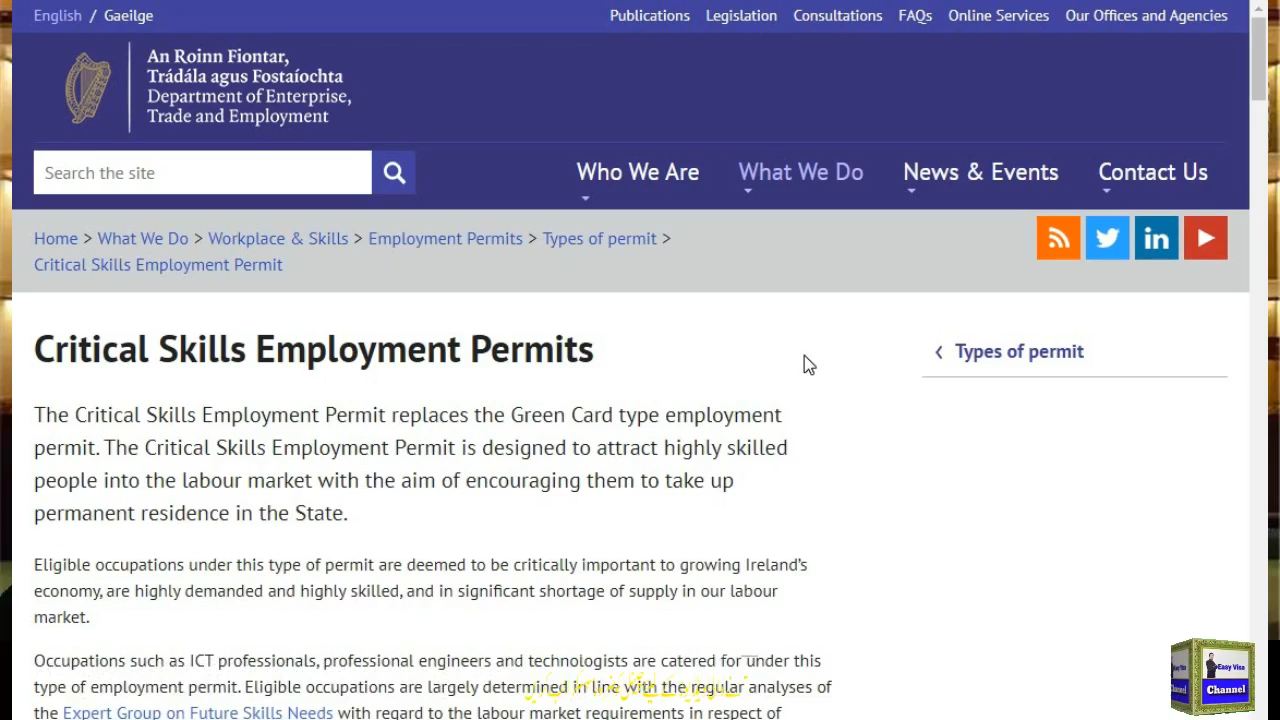 English / Gaeilge
Publications Legislation Consultations FAQs Online Services Our Offices and Agencies
An Roinn Fiontar,
Trádála agus Fostaíochta
Department of Enterprise,
Trade and Employment
Search the site
Who We Are What We Do News & Events Contact Us
Home > What We Do > Workplace & Skills > Employment Permits > Types of permit >
Critical Skills Employment Permit
Critical Skills Employment Permits
Types of permit
The Critical Skills Employment Permit replaces the Green Card type employment
permit. The Critical Skills Employment Permit is designed to attract highly skilled
people into the labour market with the aim of encouraging them to take up
permanent residence in the State.
Eligible occupations under this type of permit are deemed to be critically important to growing Ireland's
economy, are highly demanded and highly skilled, and in significant shortage of supply in our labour
market.
Occupations such as ICT professionals, professional engineers and technologists are catered for under this
type of employment permit. Eligible occupations are largely determined in line with the regular analyses of
the Expert Group on Future Skills Needs with regard to the labour market requirements in respect of
Easy Visa
Channel